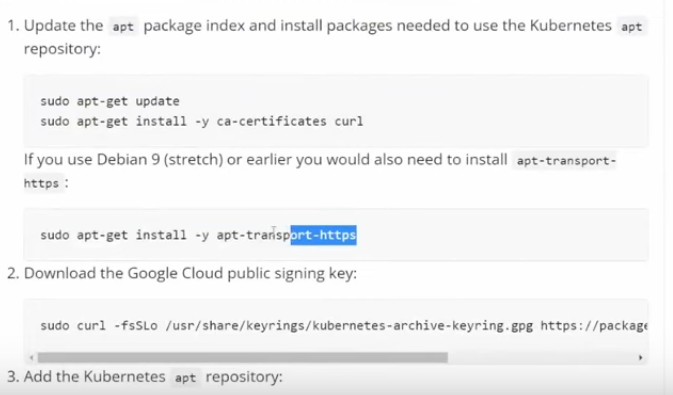 1. Update the apt package index and install packages needed to use the Kubernetes apt
repository:
sudo apt-get update
sudo apt-get install -y ca-certificates curl
If you use Debian 9 (stretch) or earlier you would also need to install apt-transport-
https :
sudo apt-get install -y apt-transport-https
2. Download the Google Cloud public signing key:
sudo curl -fsSLo /usr/share/keyrings/kubernetes-archive-keyring.gpg https://package
3. Add the Kubernetes apt repository: